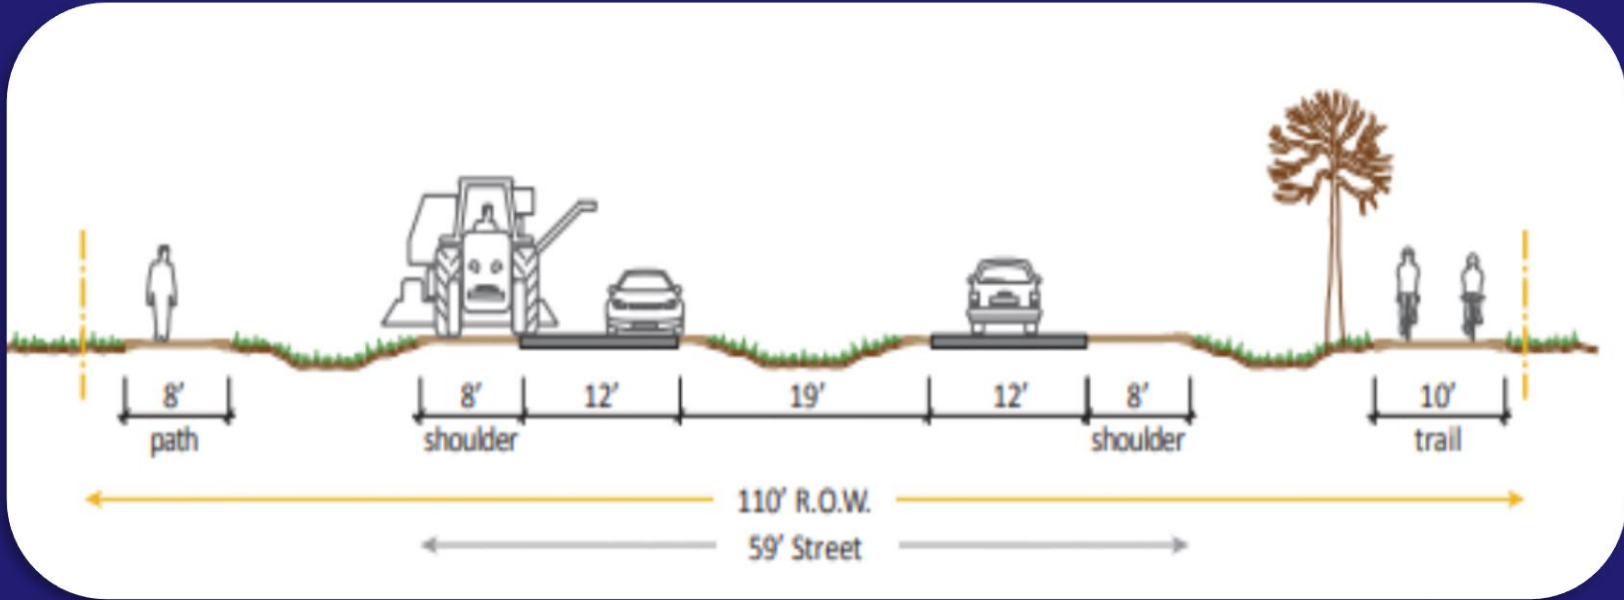 8’ 8’ 12’ 19’ 12’ 8’ 10’
path shoulder shoulder trail
110’ R.O.W.
59’ Street